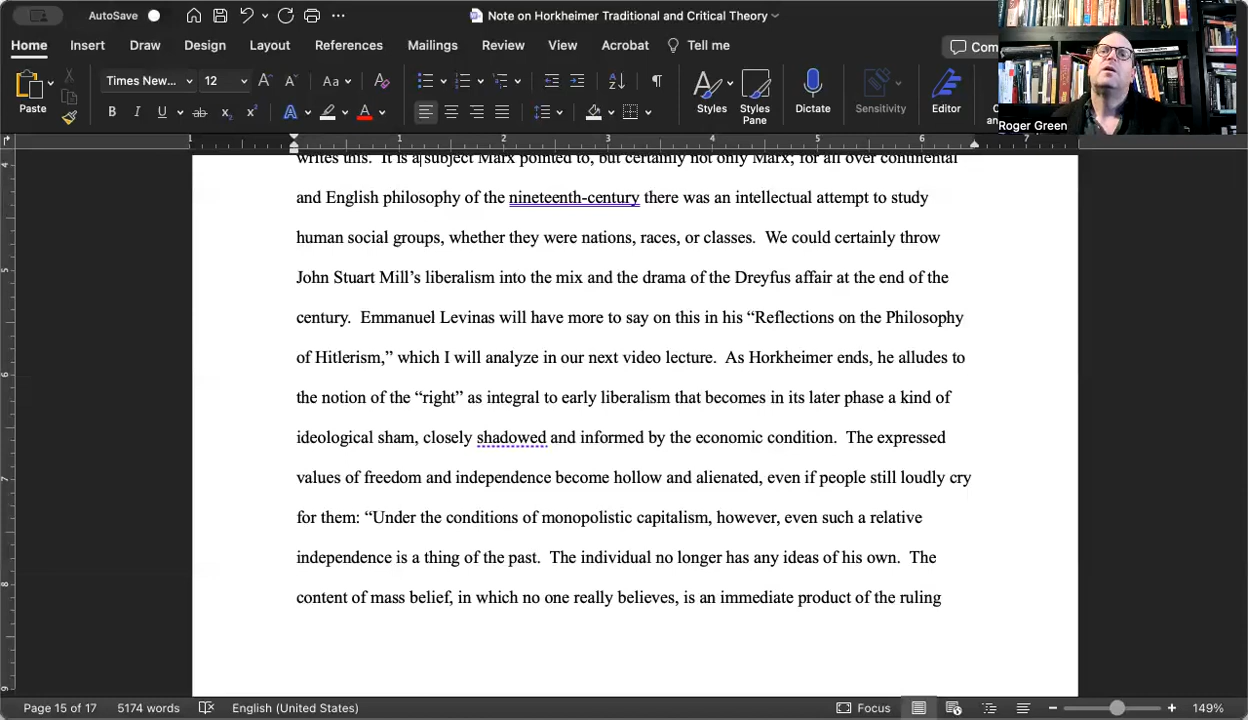 AutoSave
Note on Horkheimer Traditional and Critical Theory
Home Insert Draw Design Layout References Mailings Review View Acrobat Tell me Com
Paste
Times New... 12 Aa
B I U ab x₂ x² A A
Styles
Styles Pane
Dictate
Sensitivity
Editor
Roger Green
1 1 2 3 4 5 6
writes this. It is a subject Marx pointed to, but certainly not only Marx; for all over continental
and English philosophy of the nineteenth-century there was an intellectual attempt to study
human social groups, whether they were nations, races, or classes. We could certainly throw
John Stuart Mill’s liberalism into the mix and the drama of the Dreyfus affair at the end of the
century. Emmanuel Levinas will have more to say on this in his “Reflections on the Philosophy
of Hitlerism,” which I will analyze in our next video lecture. As Horkheimer ends, he alludes to
the notion of the “right” as integral to early liberalism that becomes in its later phase a kind of
ideological sham, closely shadowed and informed by the economic condition. The expressed
values of freedom and independence become hollow and alienated, even if people still loudly cry
for them: “Under the conditions of monopolistic capitalism, however, even such a relative
independence is a thing of the past. The individual no longer has any ideas of his own. The
content of mass belief, in which no one really believes, is an immediate product of the ruling
Page 15 of 17 5174 words English (United States) Focus 149%